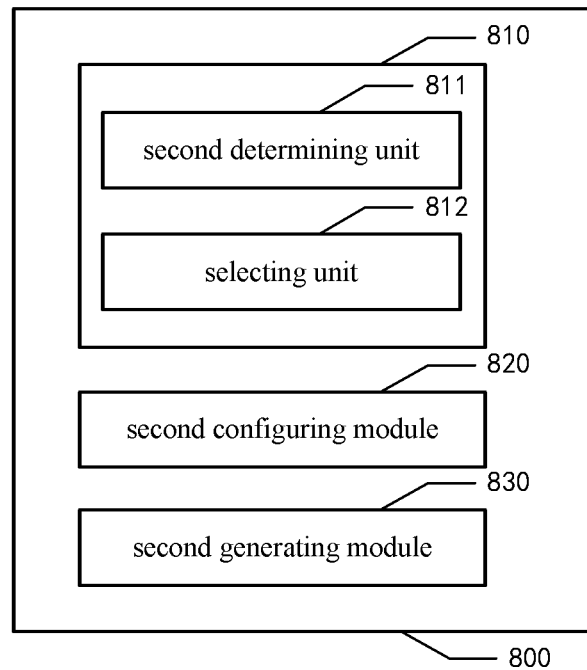 810
811
second determining unit
812
selecting unit
820
second configuring module
830
second generating module
800